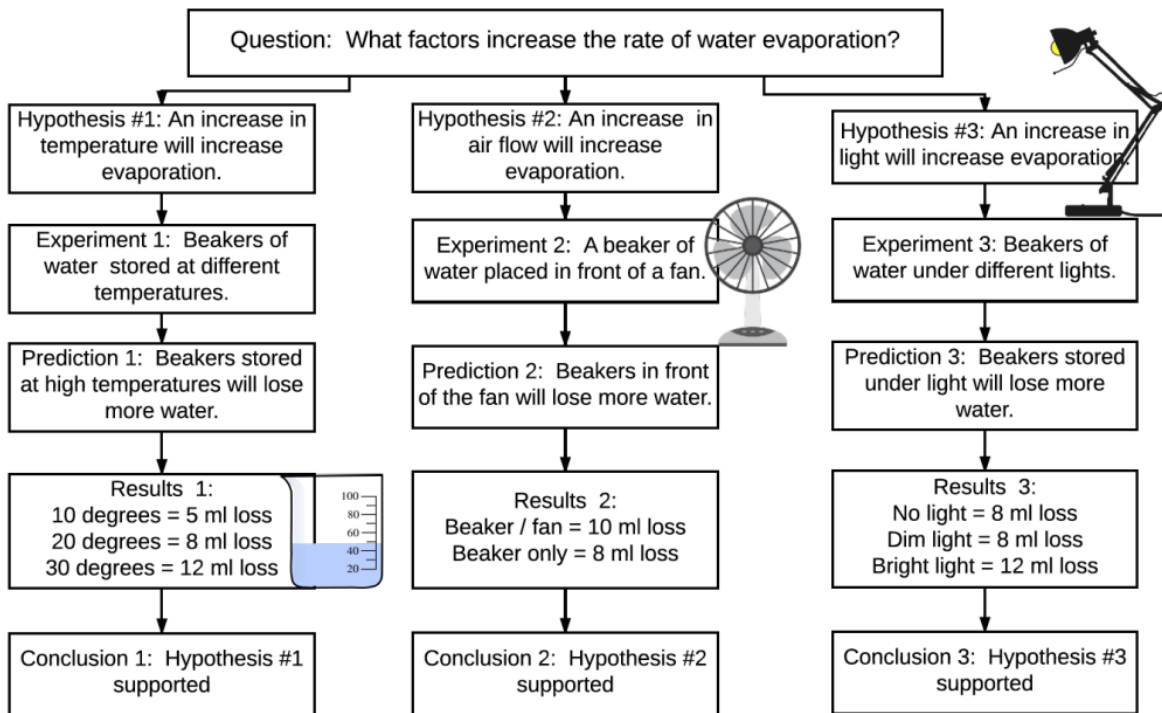 Question: What factors increase the rate of water evaporation?
Hypothesis #1: An increase in
temperature will increase
evaporation.
Hypothesis #2: An increase in
air flow will increase
evaporation.
Hypothesis #3: An increase in
light will increase evaporation.
Experiment 1: Beakers of
water stored at different
temperatures.
Experiment 2: A beaker of
water placed in front of a fan.
Experiment 3: Beakers of
water under different lights.
Prediction 1: Beakers stored
at high temperatures will lose
more water.
Prediction 2: Beakers in front
of the fan will lose more water.
Prediction 3: Beakers stored
under light will lose more
water.
Results 1:
10 degrees = 5 ml loss
20 degrees = 8 ml loss
30 degrees = 12 ml loss
100
80
60
40
20
Results 2:
Beaker / fan = 10 ml loss
Beaker only = 8 ml loss
Results 3:
No light = 8 ml loss
Dim light = 8 ml loss
Bright light = 12 ml loss
Conclusion 1: Hypothesis #1
supported
Conclusion 2: Hypothesis #2
supported
Conclusion 3: Hypothesis #3
supported